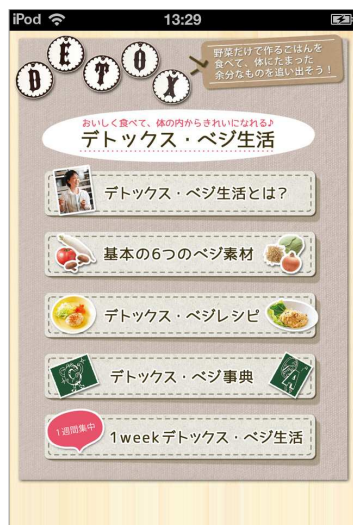 iPod 13:29
DETOX
野菜だけで作るごはんを
食べて、体にたまった
余分なものを追い出そう!
おいしく食べて、体の内からきれいになれる♪
デトックス・ベジ生活
デトックス・ベジ生活とは?
基本の6つのベジ素材
デトックス・ベジレシピ
デトックス・ベジ事典
1週間集中
1weekデトックス・ベジ生活